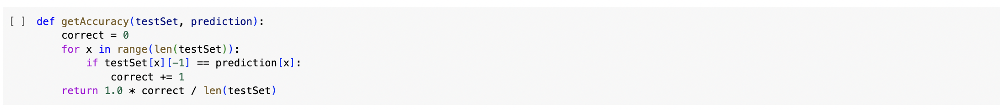 [ ] def getAccuracy(testSet, prediction):
    correct = 0
    for x in range(len(testSet)):
        if testSet[x][-1] == prediction[x]:
            correct += 1
    return 1.0 * correct / len(testSet)